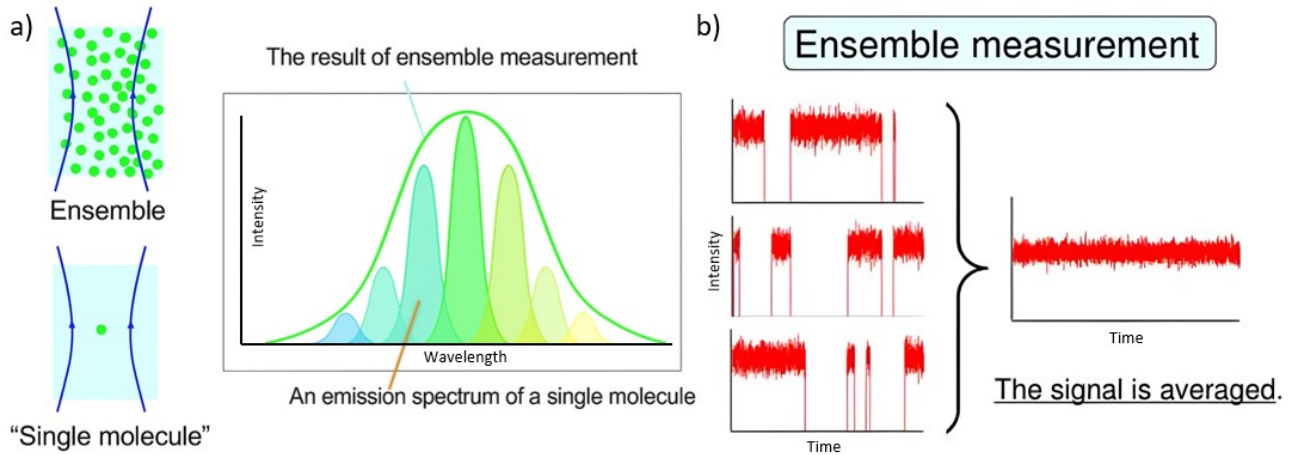 a)
Ensemble
“Single molecule”
The result of ensemble measurement
Intensity
Wavelength
An emission spectrum of a single molecule
b)
Ensemble measurement
Intensity
Time
Time
The signal is averaged.